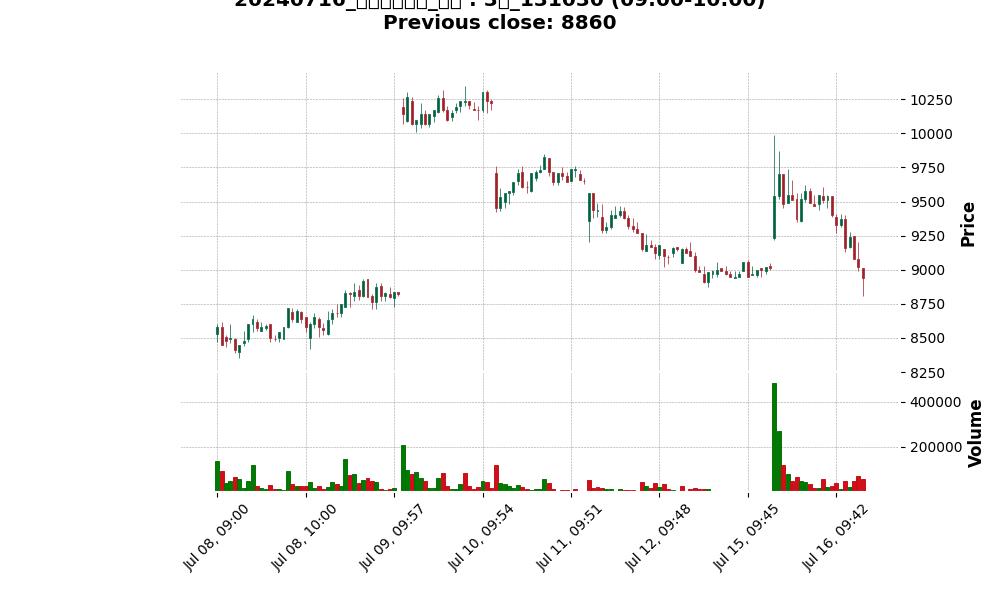 Previous close: 8860
10250
10000
9750
9500
9250
9000
8750
8500
8250
Price
400000
200000
Volume
Jul 08, 09:00
Jul 08, 10:00
Jul 09, 09:57
Jul 10, 09:54
Jul 11, 09:51
Jul 12, 09:48
Jul 15, 09:45
Jul 16, 09:42